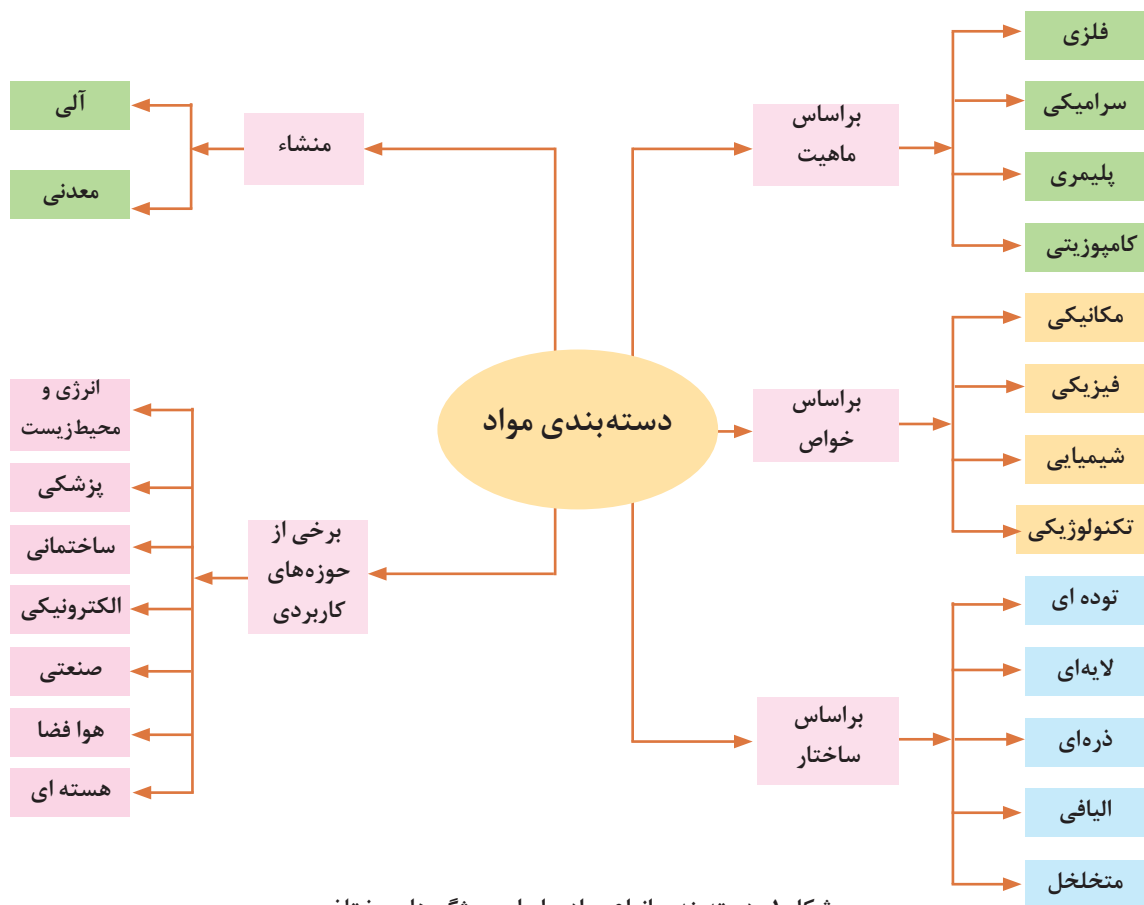 دسته‌بندی مواد
براساس
ماهیت
فلزی
سرامیکی
پلیمری
کامپوزیتی
براساس
خواص
مکانیکی
فیزیکی
شیمیایی
تکنولوژیکی
براساس
ساختار
توده ای
لایه‌ای
ذره‌ای
الیافی
متخلخل
منشاء
آلی
معدنی
برخی از
حوزه‌های
کاربردی
انرژی و
محیط‌زیست
پزشکی
ساختمانی
الکترونیکی
صنعتی
هوا فضا
هسته ای